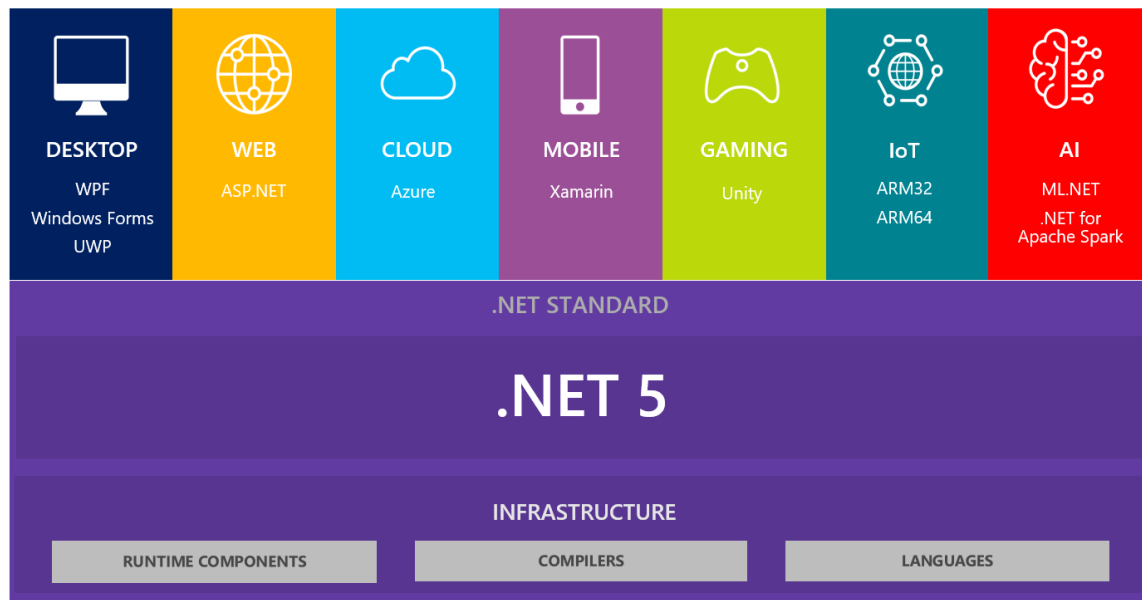 DESKTOP
WPF
Windows Forms
UWP
WEB
ASP.NET
CLOUD
Azure
MOBILE
Xamarin
GAMING
Unity
IoT
ARM32
ARM64
AI
ML.NET
.NET for
Apache Spark
.NET STANDARD
.NET 5
INFRASTRUCTURE
RUNTIME COMPONENTS
COMPILERS
LANGUAGES